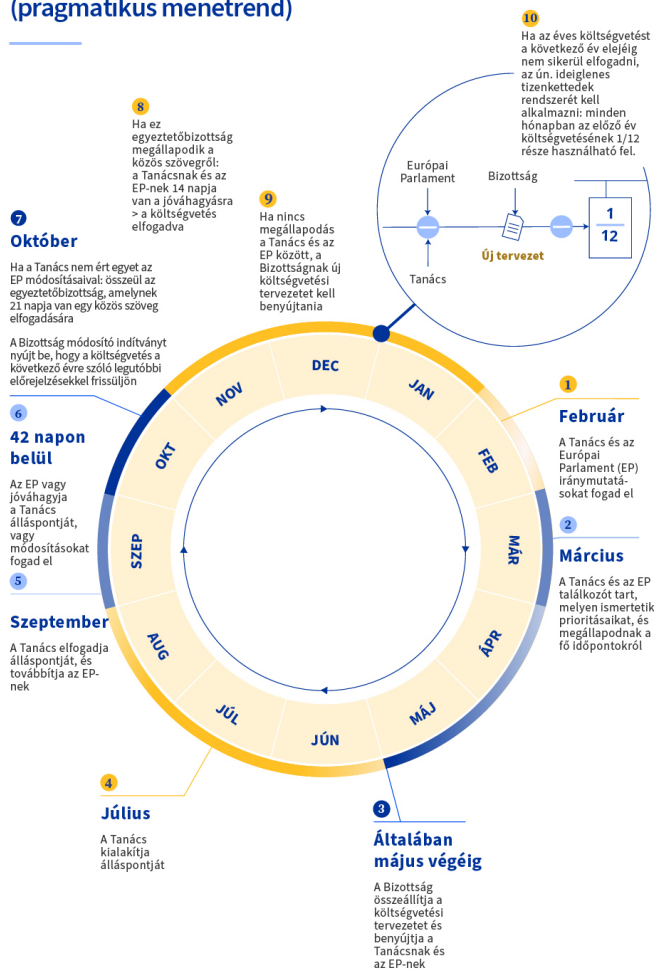 (pragmatikus menetrend)
1
Február
A Tanács és az
Európai
Parlament (EP)
iránymutatá-
sokat fogad el
2
Március
A Tanács és az EP
találkozót tart,
melyen ismertetik
prioritásaikat, és
megállapodnak a
fő időpontokról
3
Általában
május végéig
A Bizottság
összeállítja a
költségvetési
tervezetet és
benyújtja a
Tanácsnak és
az EP-nek
4
Július
A Tanács
kialakítja
álláspontját
5
Szeptember
A Tanács elfogadja
álláspontját, és
továbbítja az EP-
nek
6
42 napon
belül
Az EP vagy
jóváhagyja
a Tanács
álláspontját,
vagy
módosításokat
fogad el
7
Október
Ha a Tanács nem ért egyet az
EP módosításaival: összeül az
egyeztetőbizottság, amelynek
21 napja van egy közös szöveg
elfogadására
A Bizottság módosító indítványt
nyújt be, hogy a költségvetés a
következő évre szóló legutóbbi
előrejelzésekkel frissüljön
8
Ha ez
egyeztetőbizottság
megállapodik a
közös szövegről:
a Tanácsnak és az
EP-nek 14 napja
van a jóváhagyásra
> a költségvetés
elfogadva
9
Ha nincs
megállapodás
a Tanács és az
EP között, a
Bizottságnak új
költségvetési
tervezetet kell
benyújtania
10
Ha az éves költségvetést
a következő év elejéig
nem sikerül elfogadni,
az ún. ideiglenes
tizenkettedek
rendszerét kell
alkalmazni: minden
hónapban az előző év
költségvetésének 1/12
része használható fel.
Európai
Parlament
Bizottság
1
12
Új tervezet
Tanács
DEC
JAN
FEB
MÁR
ÁPR
MÁJ
JÚN
JÚL
AUG
SZEP
OKT
NOV